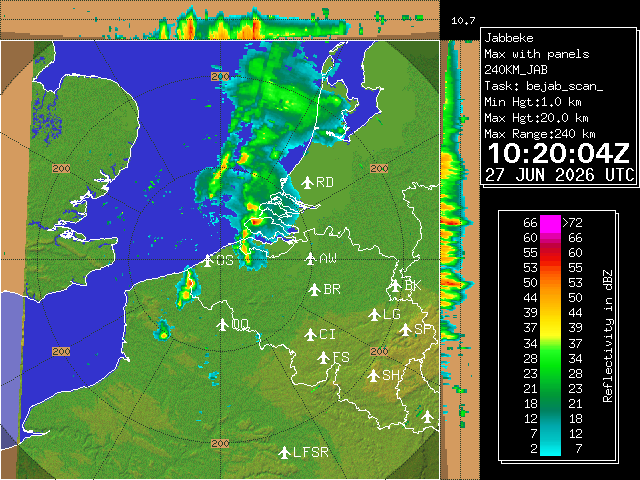 10.7
Jabbeke
Max with panels
240KM_JAB
Task: bejab_scan_
Min Hgt:1.0 km
Max Hgt:20.0 km
Max Range:240 km
10:20:04Z
27 JUN 2026 UTC
200
200
200
RD
OS
AW
BR
BK
LG
OO
CI
SP
200
FS
200
SH
200
LFSR
66 >72
60 66
55 60
53 55
50 53
44 50
39 44
37 39
34 37
28 34
24 28
21 24
18 21
12 18
7 12
2 7
Reflectivity in dBZ